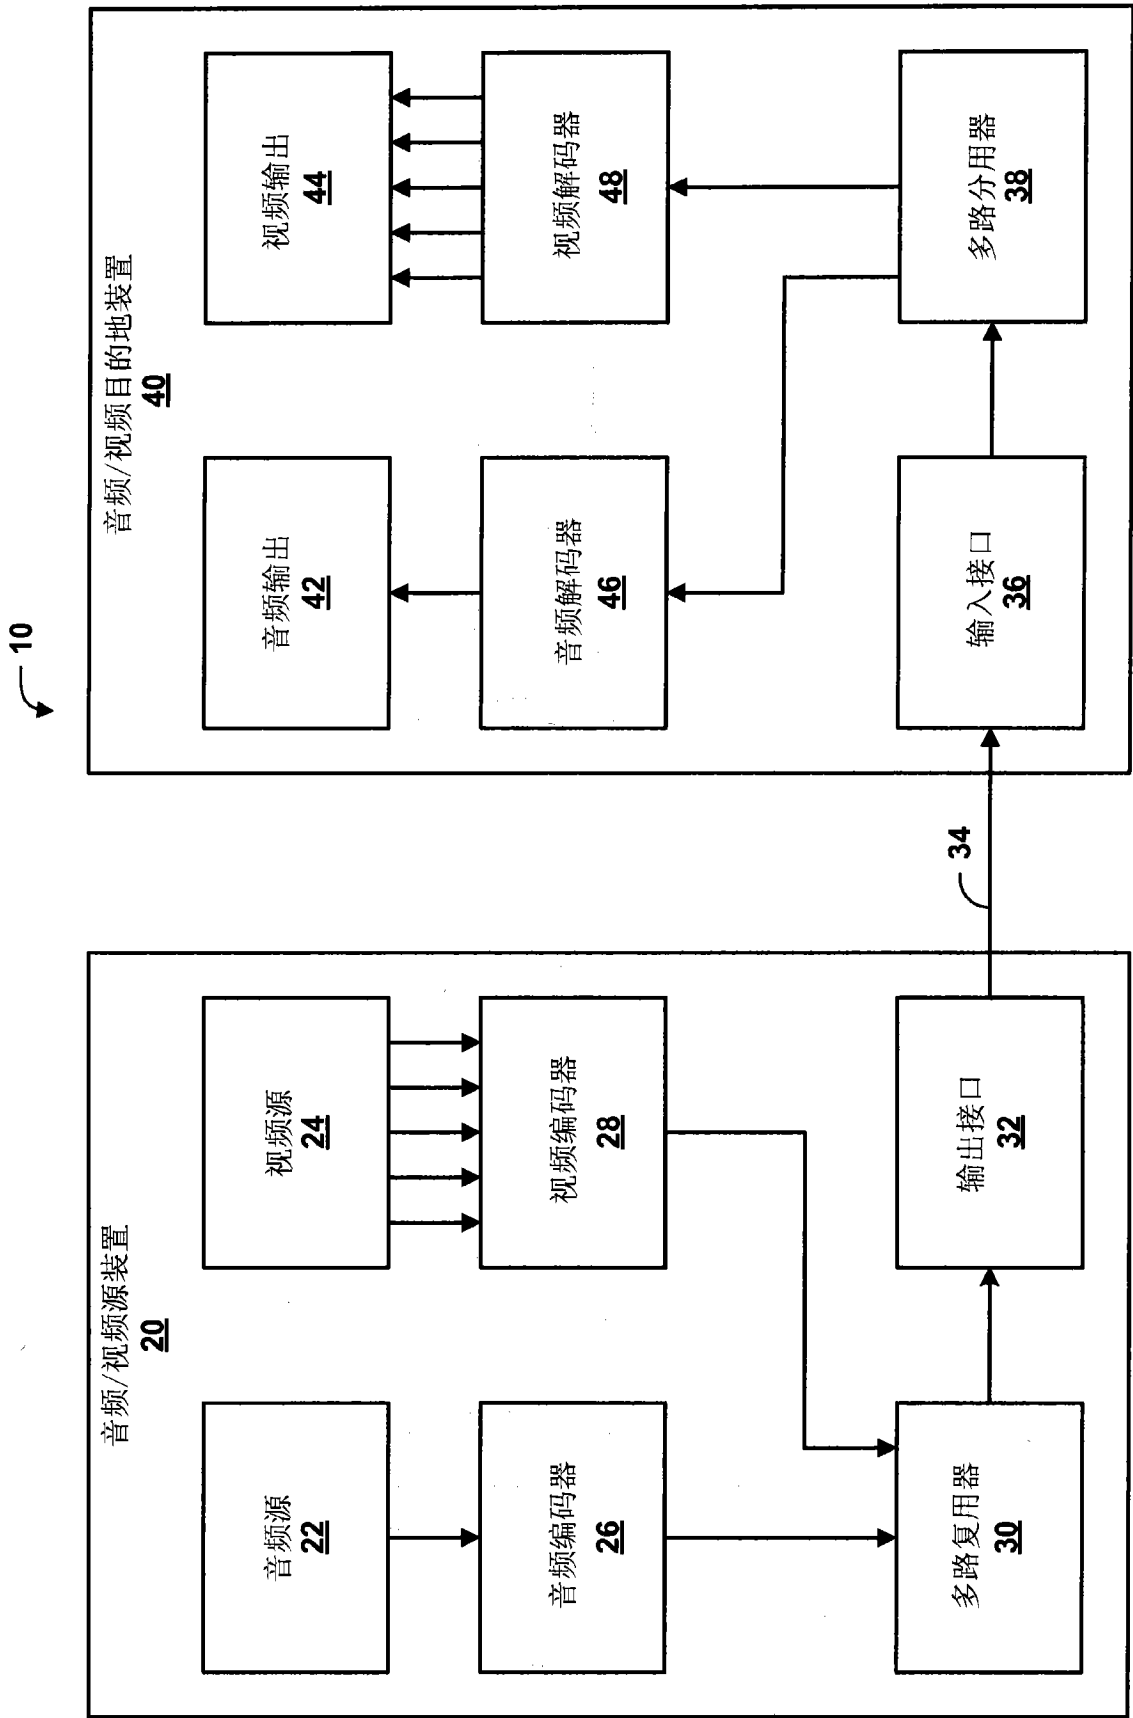 10
音频/视频源装置
20
音频源
22
视频源
24
音频编码器
26
视频编码器
28
多路复用器
30
输出接口
32
34
音频/视频目的地装置
40
音频输出
42
视频输出
44
音频解码器
46
视频解码器
48
输入接口
36
多路分用器
38